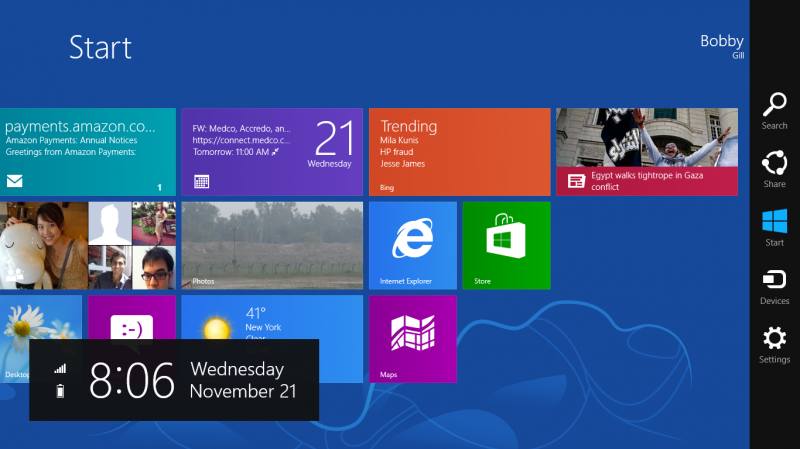 Start
Bobby
Gill
payments.amazon.co...
Amazon Payments: Annual Notices
Greetings from Amazon Payments:
1
FW: Medco, Accredo, an...
https://connect.medco.c...
Tomorrow: 11:00 AM
21
Wednesday
Trending
Mila Kunis
HP fraud
Jesse James
Bing
Egypt walks tightrope in Gaza
conflict
Photos
Internet Explorer
Store
Desktop
:-)
41°
New York
Clear
Maps
8:06
Wednesday
November 21
Search
Share
Start
Devices
Settings